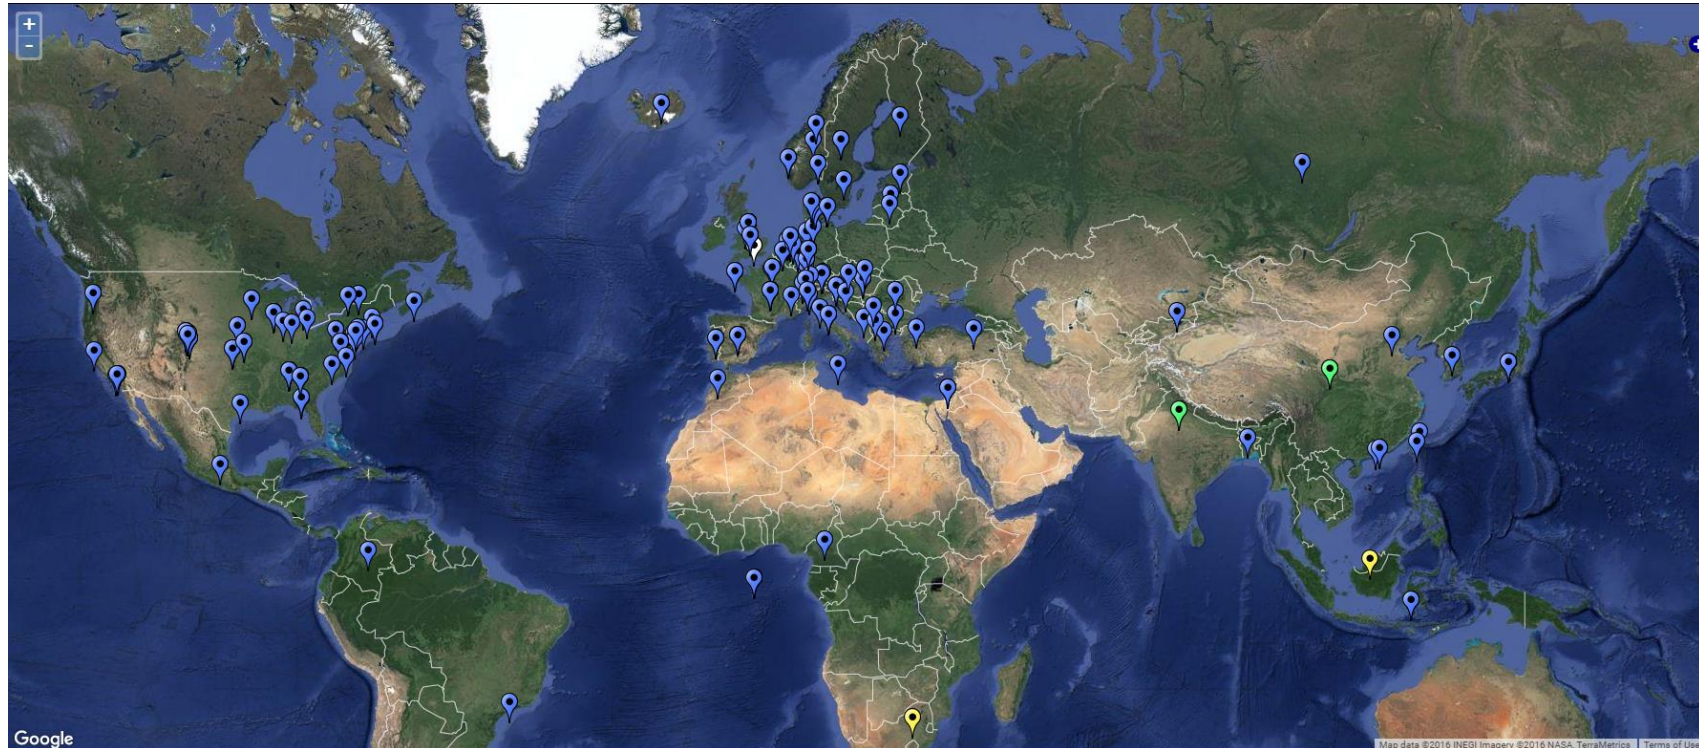 +
−
Google
Map data ©2016 INEGI Imagery ©2016 NASA, TerraMetrics
Terms of Use